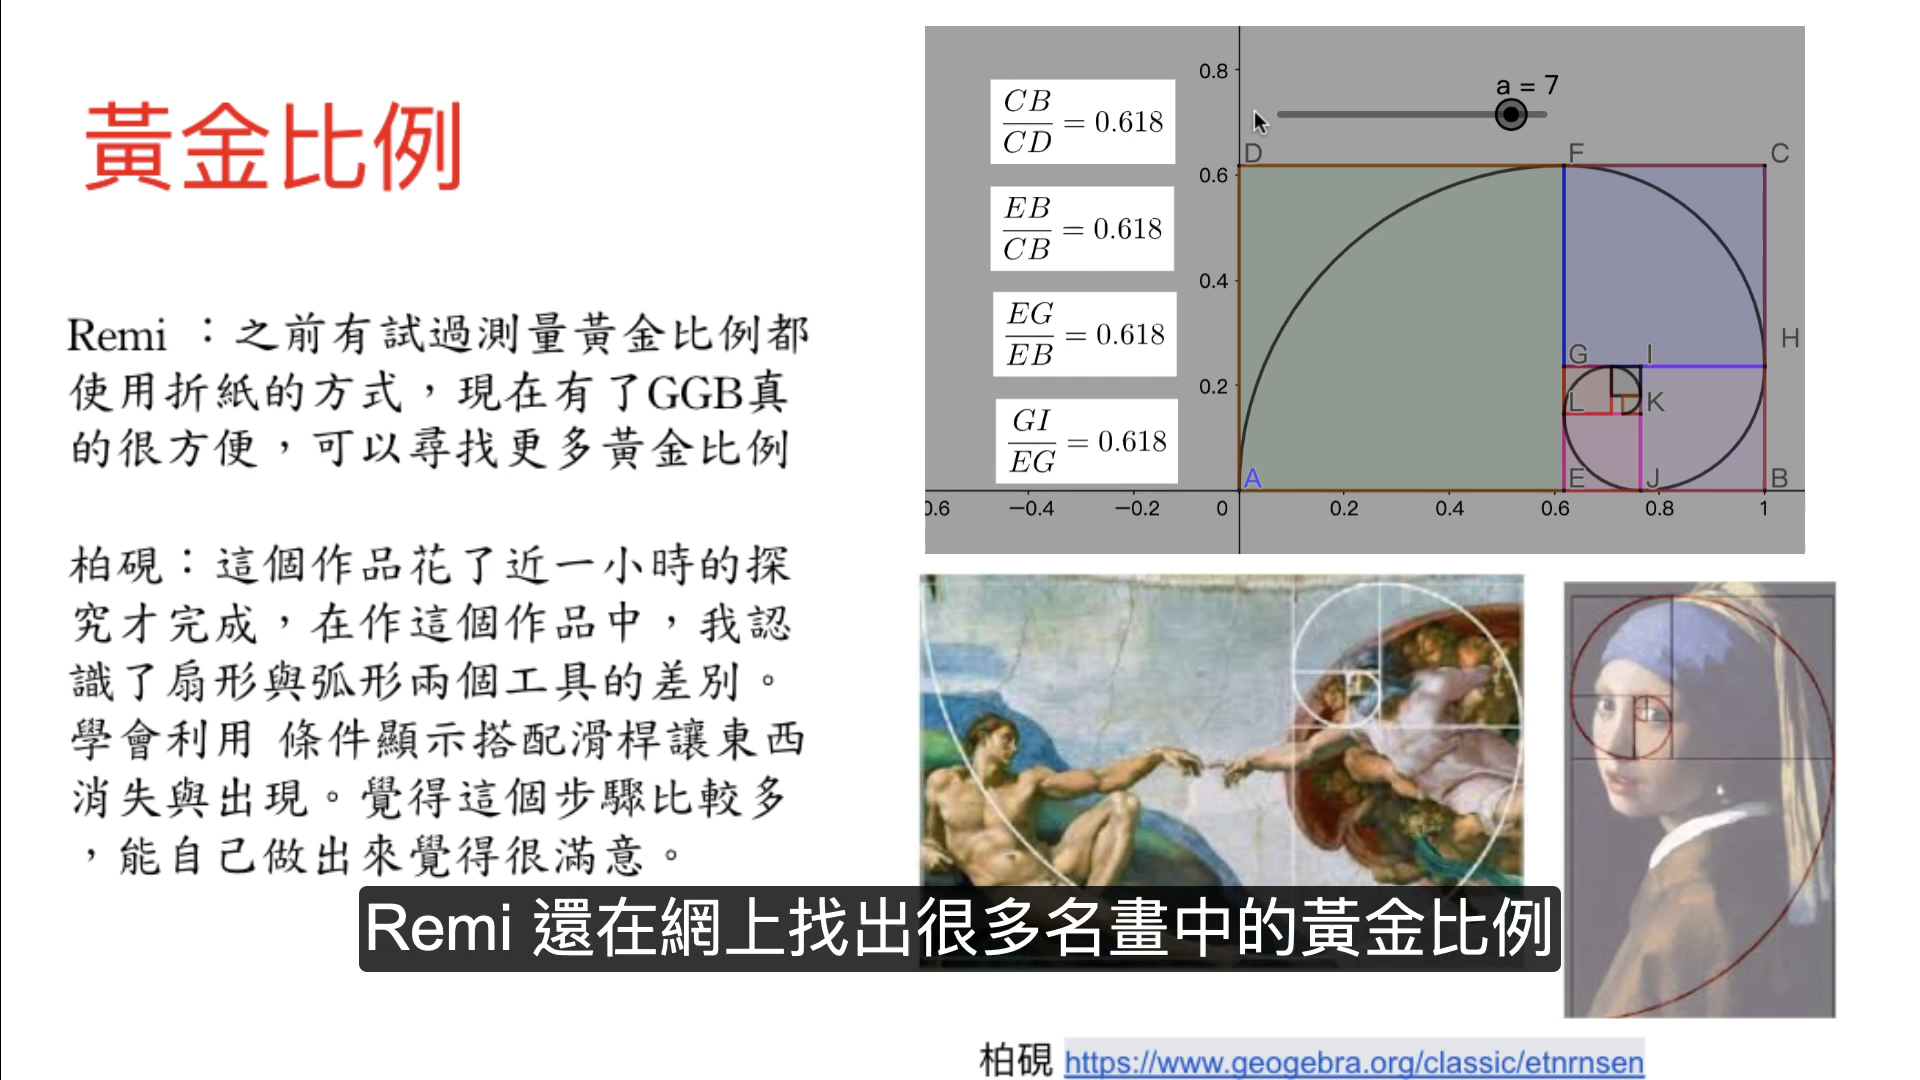 黃金比例
Remi ：之前有試過測量黃金比例都
使用折紙的方式，現在有了GGB真
的很方便，可以尋找更多黃金比例
柏硯：這個作品花了近一小時的探
究才完成，在作這個作品中，我認
識了扇形與弧形兩個工具的差別。
學會利用 條件顯示搭配滑桿讓東西
消失與出現。覺得這個步驟比較多
，能自己做出來覺得很滿意。
CB/CD = 0.618
EB/CB = 0.618
EG/EB = 0.618
GI/EG = 0.618
a = 7
0.8
D F C
0.6
0.4
H
G I
0.2
L K
A E J B
0.6 −0.4 −0.2 0 0.2 0.4 0.6 0.8 1
Remi 還在網上找出很多名畫中的黃金比例
柏硯 https://www.geogebra.org/classic/etnrnsen